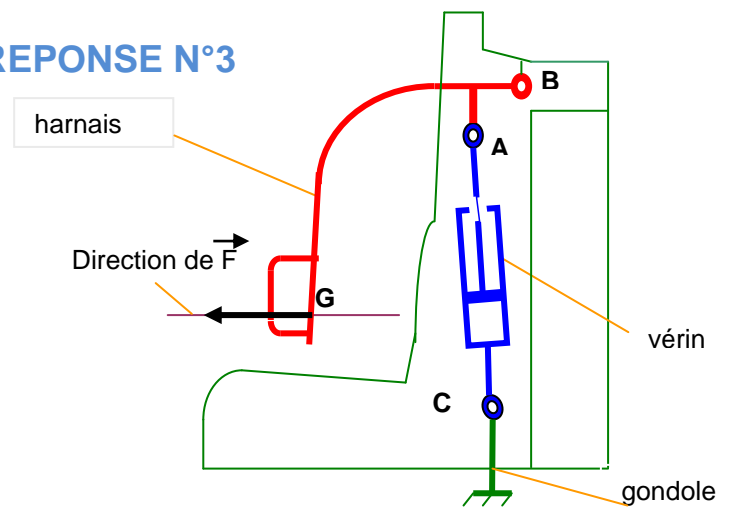 REPONSE N°3
harnais
B
A
Direction de F
G
vérin
C
gondole